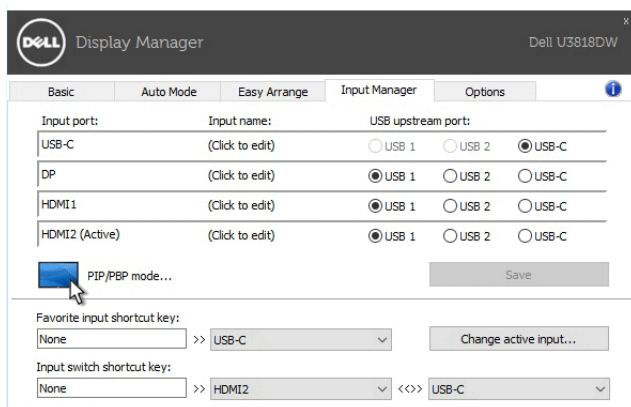 DELL Display Manager Dell U3818DW x
Basic Auto Mode Easy Arrange Input Manager Options i
Input port: Input name: USB upstream port:
USB-C (Click to edit) USB 1 USB 2 USB-C
DP (Click to edit) USB 1 USB 2 USB-C
HDMI1 (Click to edit) USB 1 USB 2 USB-C
HDMI2 (Active) (Click to edit) USB 1 USB 2 USB-C
PIP/PBP mode... Save
Favorite input shortcut key:
None >> USB-C Change active input...
Input switch shortcut key:
None >> HDMI2 <<>> USB-C